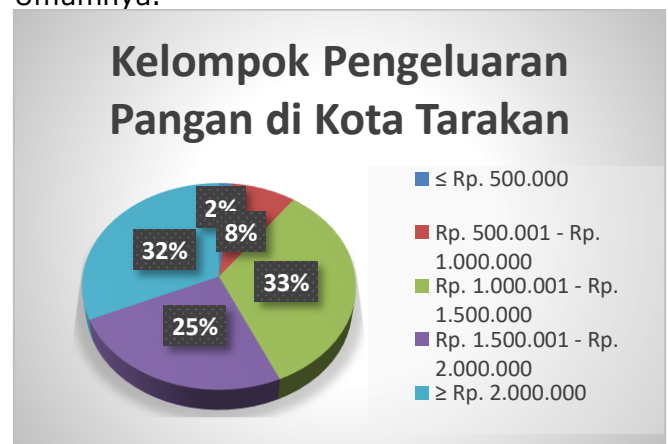 Kelompok Pengeluaran
Pangan di Kota Tarakan
2%
8%
32%
33%
25%
≤ Rp. 500.000
Rp. 500.001 - Rp.
1.000.000
Rp. 1.000.001 - Rp.
1.500.000
Rp. 1.500.001 - Rp.
2.000.000
≥ Rp. 2.000.000